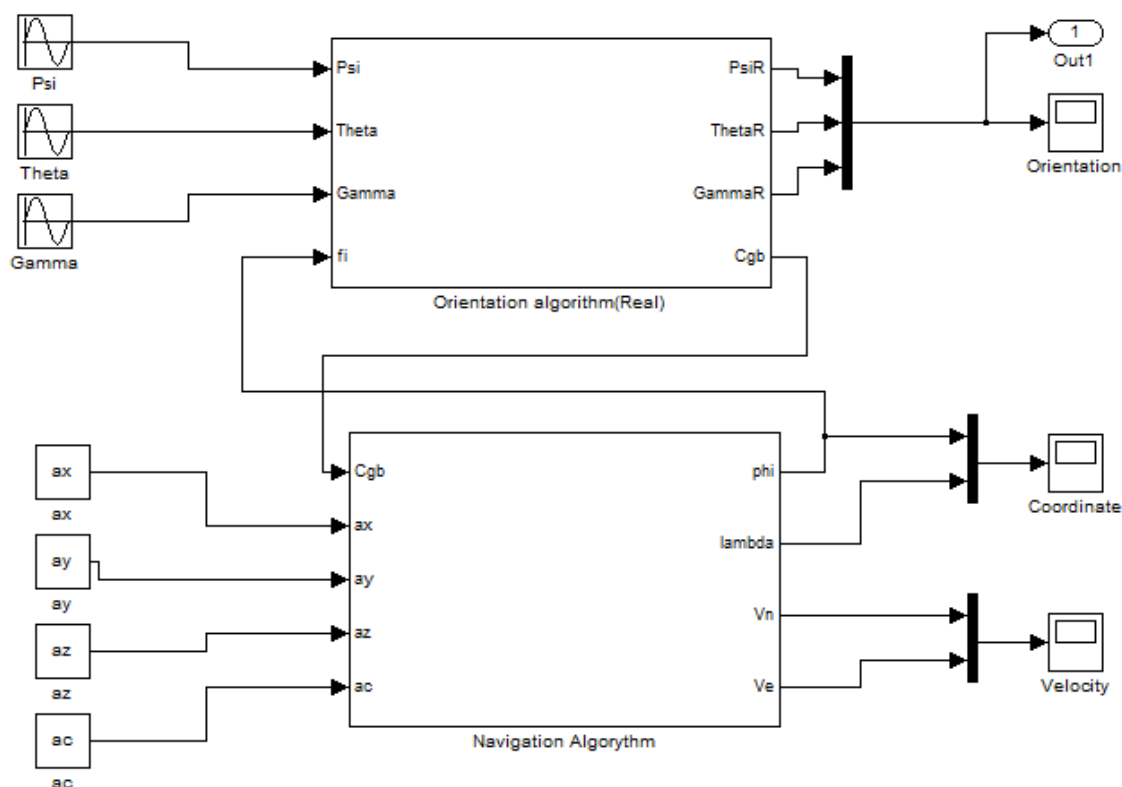 Psi
Theta
Gamma
Psi
Theta
Gamma
fi
PsiR
ThetaR
GammaR
Cgb
Orientation algorithm(Real)
1
Out1
Orientation
ax
ax
ay
ay
az
az
ac
ac
Cgb
ax
ay
az
ac
phi
lambda
Vn
Ve
Navigation Algorythm
Coordinate
Velocity